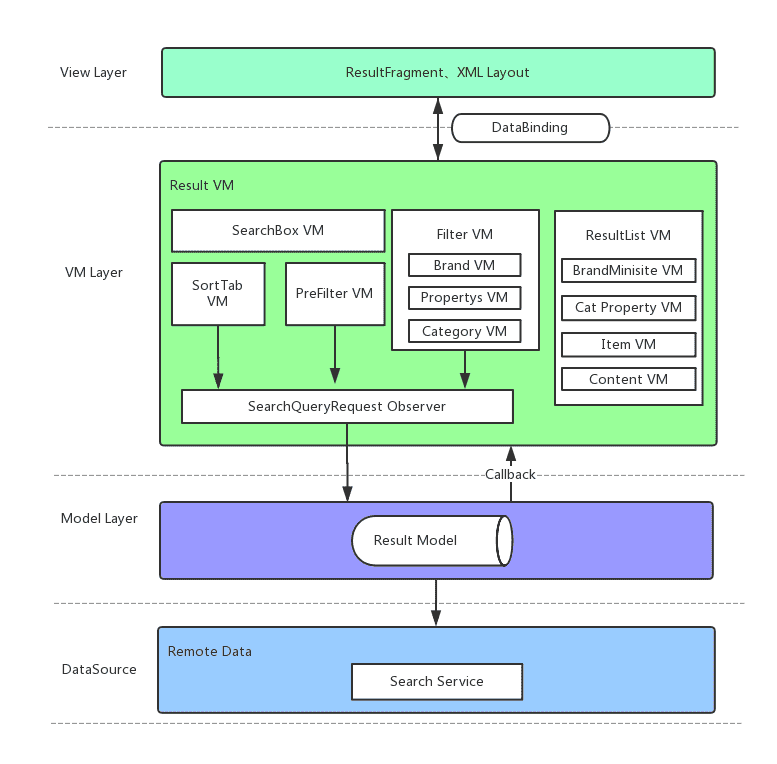 View Layer
ResultFragment、XML Layout
DataBinding
Result VM
SearchBox VM
Filter VM
ResultList VM
Brand VM
BrandMinisite VM
VM Layer
SortTab
VM
PreFilter VM
Propertys VM
Cat Property VM
Category VM
Item VM
Content VM
SearchQueryRequest Observer
Callback
Model Layer
Result Model
Remote Data
DataSource
Search Service